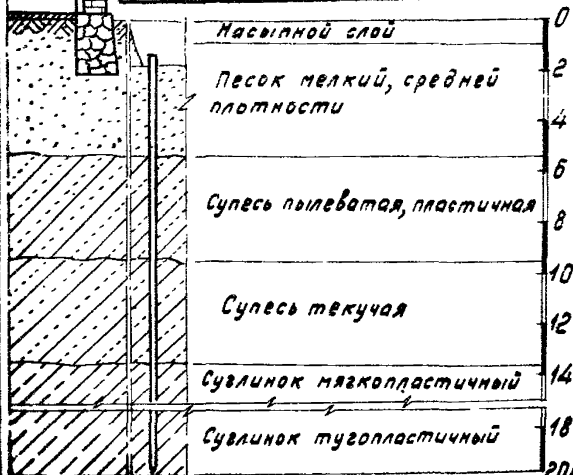 Насыпной слой
0
Песок мелкий, средней
плотности
2
4
6
Супесь пылеватая, пластичная
8
10
Супесь текучая
12
14
Суглинок мягкопластичный
Суглинок тугопластичный
18
20